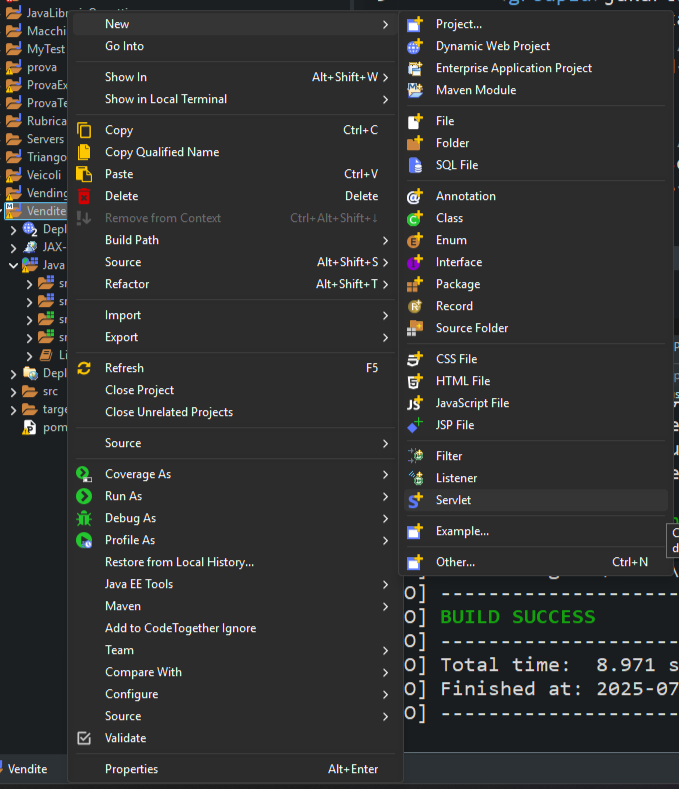 JavaLibri
Macchi
MyTest
prova
ProvaEx
ProvaTe
Rubrica
Servers
Triango
Veicoli
Vending
Vendite
Depl
JAX-
Java
sr
sr
sr
sr
Li
Depl
src
targe
pom
New
Go Into
Show In Alt+Shift+W
Show in Local Terminal
Copy Ctrl+C
Copy Qualified Name
Paste Ctrl+V
Delete Delete
Remove from Context Ctrl+Alt+Shift+↓
Build Path
Source Alt+Shift+S
Refactor Alt+Shift+T
Import
Export
Refresh F5
Close Project
Close Unrelated Projects
Source
Coverage As
Run As
Debug As
Profile As
Restore from Local History...
Java EE Tools
Maven
Add to CodeTogether Ignore
Team
Compare With
Configure
Source
Validate
Properties Alt+Enter
Project...
Dynamic Web Project
Enterprise Application Project
Maven Module
File
Folder
SQL File
Annotation
Class
Enum
Interface
Package
Record
Source Folder
CSS File
HTML File
JavaScript File
JSP File
Filter
Listener
Servlet
Example...
Other... Ctrl+N
O] --------------------
O] BUILD SUCCESS
O] --------------------
O] Total time: 8.971 s
O] Finished at: 2025-07
O] --------------------
Vendite